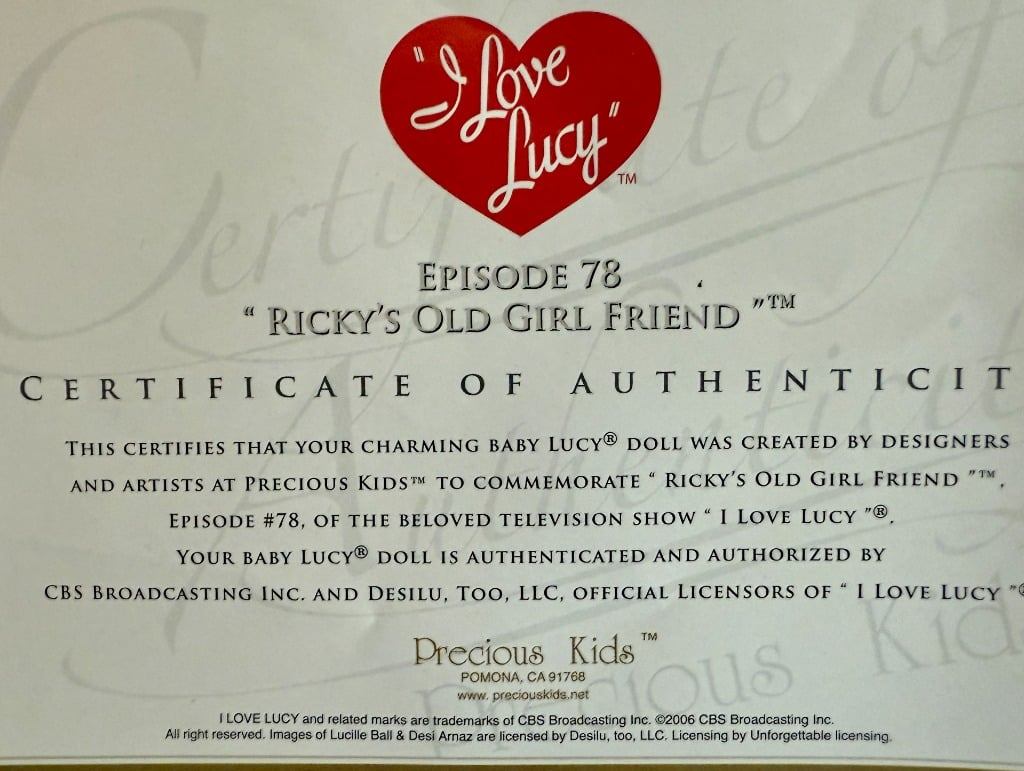 "I Love
Lucy"™
EPISODE 78
“ RICKY'S OLD GIRL FRIEND ”™
CERTIFICATE OF AUTHENTICIT
THIS CERTIFIES THAT YOUR CHARMING BABY LUCY® DOLL WAS CREATED BY DESIGNERS
AND ARTISTS AT PRECIOUS KIDS™ TO COMMEMORATE “ RICKY'S OLD GIRL FRIEND ”™,
EPISODE #78, OF THE BELOVED TELEVISION SHOW “ I LOVE LUCY ”®.
YOUR BABY LUCY® DOLL IS AUTHENTICATED AND AUTHORIZED BY
CBS BROADCASTING INC. AND DESILU, TOO, LLC, OFFICIAL LICENSORS OF “ I LOVE LUCY ”®
Precious Kids™
POMONA, CA 91768
www. preciouskids.net
I LOVE LUCY and related marks are trademarks of CBS Broadcasting Inc. ©2006 CBS Broadcasting Inc.
All right reserved. Images of Lucille Ball & Desi Arnaz are licensed by Desilu, too, LLC. Licensing by Unforgettable licensing.
Certificate of
Authenticit
Precious Kid